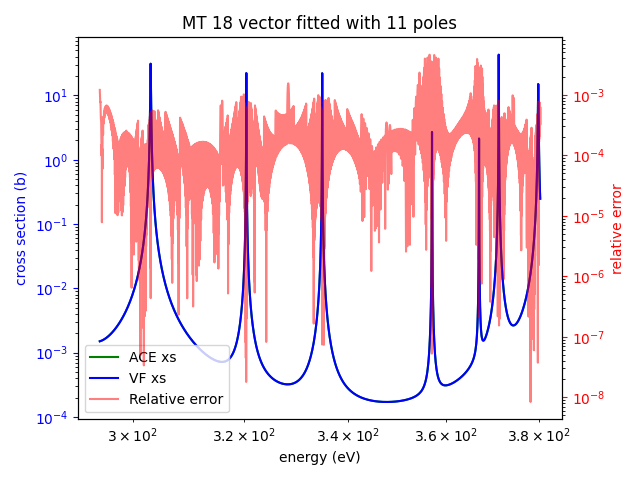 MT 18 vector fitted with 11 poles
cross section (b)
10¹
10⁰
10⁻¹
10⁻²
10⁻³
10⁻⁴
ACE xs
VF xs
Relative error
10⁻³
10⁻⁴
10⁻⁵
10⁻⁶
10⁻⁷
10⁻⁸
relative error
3 × 10² 3.2 × 10² 3.4 × 10² 3.6 × 10² 3.8 × 10²
energy (eV)